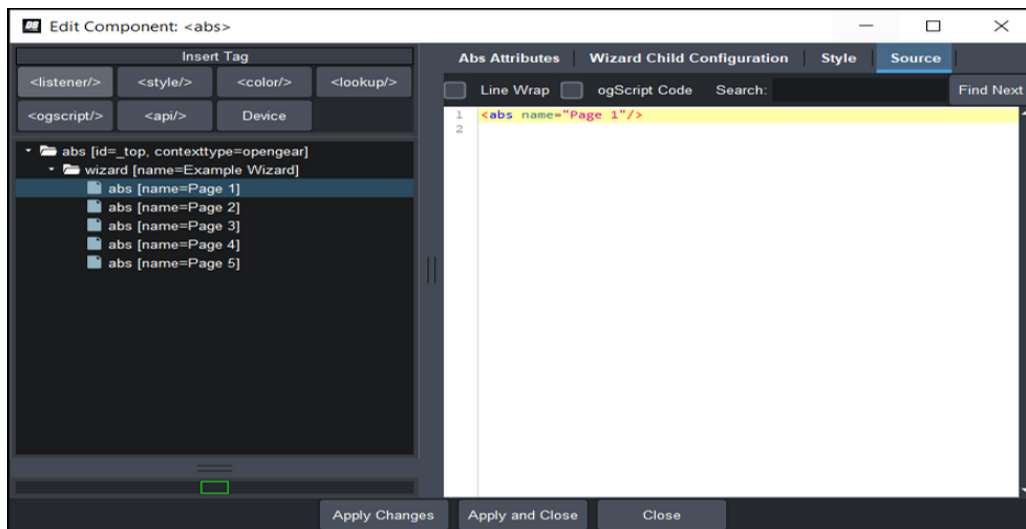 DB Edit Component: <abs>
Insert Tag
<listener/> <style/> <color/> <lookup/>
<ogscript/> <api/> Device
abs [id=_top, contexttype=opengear]
wizard [name=Example Wizard]
abs [name=Page 1]
abs [name=Page 2]
abs [name=Page 3]
abs [name=Page 4]
abs [name=Page 5]
Abs Attributes Wizard Child Configuration Style Source
Line Wrap ogScript Code Search: Find Next
1 <abs name="Page 1"/>
2
Apply Changes Apply and Close Close